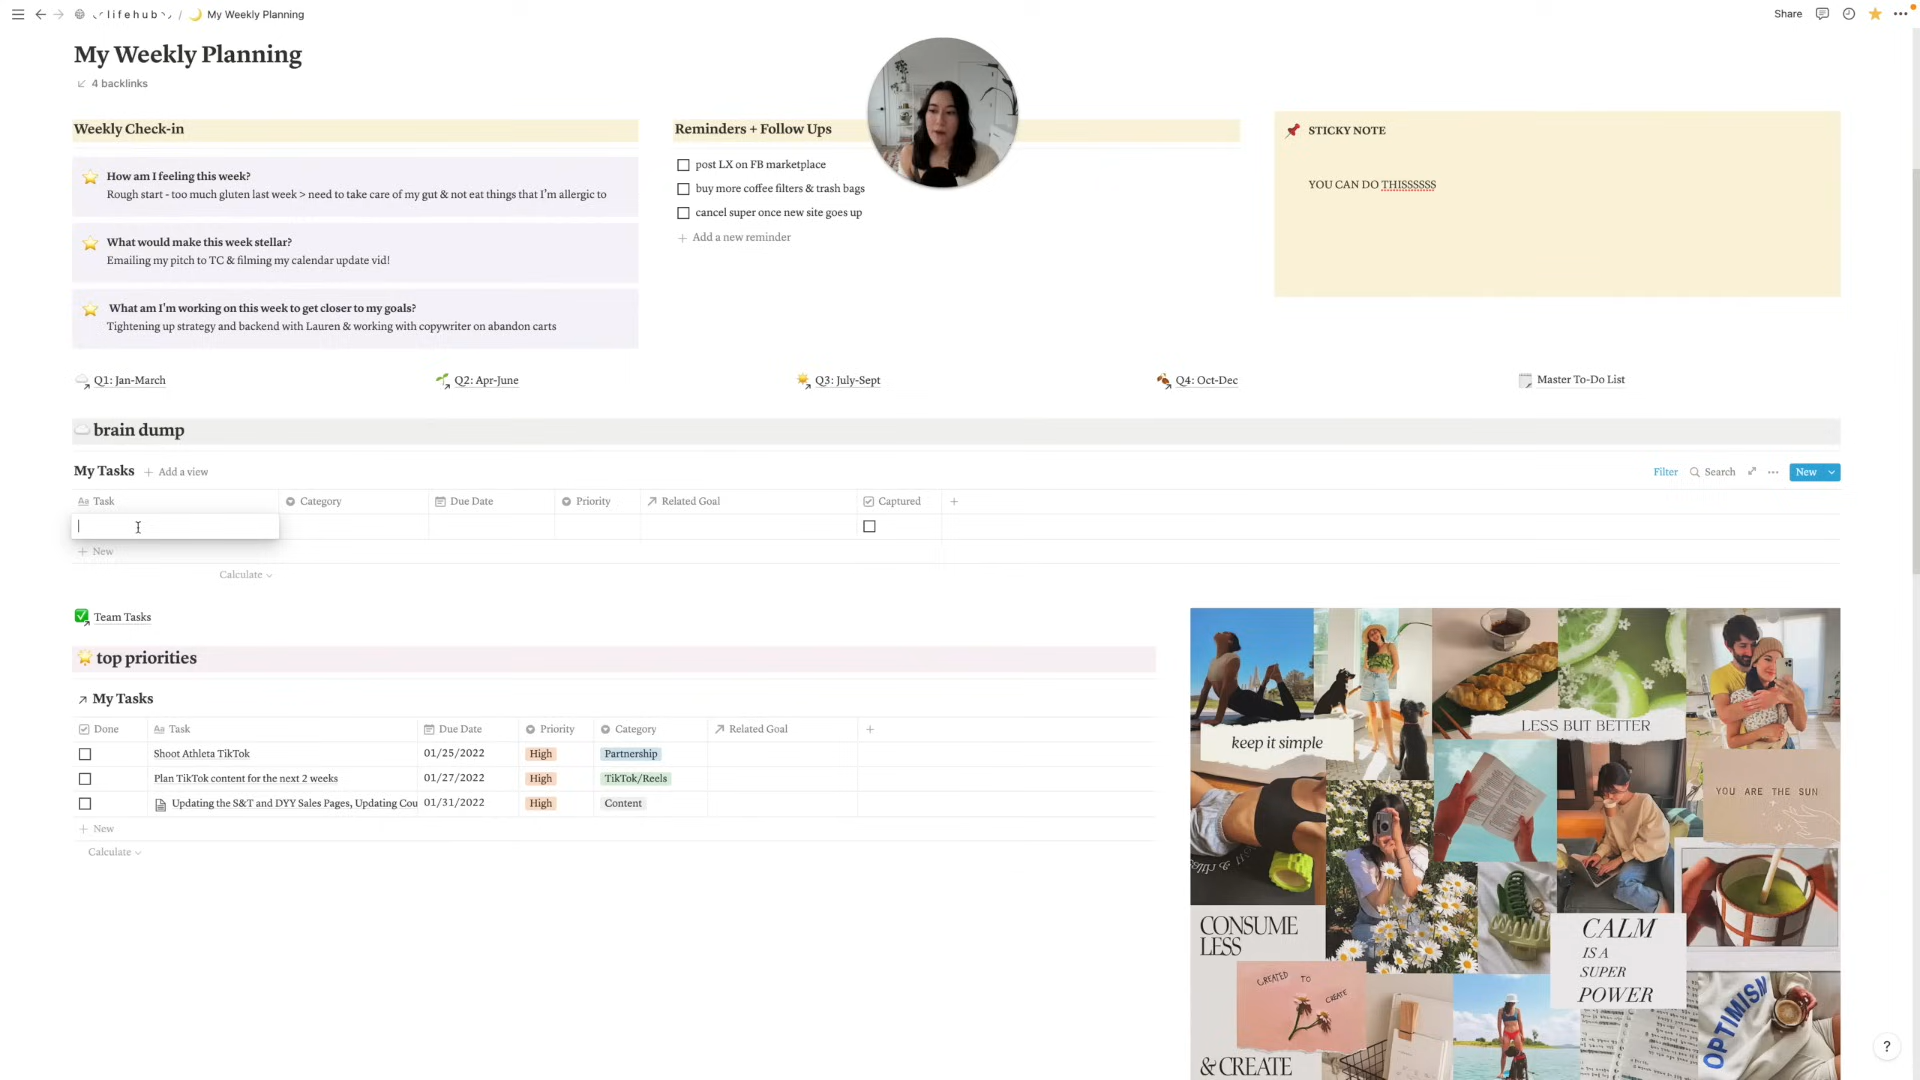 lifehub / My Weekly Planning
Share
My Weekly Planning
4 backlinks
Weekly Check-in
How am I feeling this week?
Rough start - too much gluten last week > need to take care of my gut & not eat things that I'm allergic to
What would make this week stellar?
Emailing my pitch to TC & filming my calendar update vid!
What am I'm working on this week to get closer to my goals?
Tightening up strategy and backend with Lauren & working with copywriter on abandon carts
Reminders + Follow Ups
post LX on FB marketplace
buy more coffee filters & trash bags
cancel super once new site goes up
+ Add a new reminder
STICKY NOTE
YOU CAN DO THISSSSSS
Q1: Jan-March
Q2: Apr-June
Q3: July-Sept
Q4: Oct-Dec
Master To-Do List
brain dump
My Tasks + Add a view
Filter Search ... New
Aa Task Category Due Date Priority Related Goal Captured +
+ New
Calculate
Team Tasks
top priorities
My Tasks
Done Aa Task Due Date Priority Category Related Goal +
Shoot Athleta TikTok 01/25/2022 High Partnership
Plan TikTok content for the next 2 weeks 01/27/2022 High TikTok/Reels
Updating the S&T and DYY Sales Pages, Updating Cou 01/31/2022 High Content
+ New
Calculate
keep it simple
LESS BUT BETTER
YOU ARE THE SUN
CONSUME
LESS
& CREATE
CREATED TO
CREATE
CALM
IS A
SUPER
POWER
OPTIMISM
?